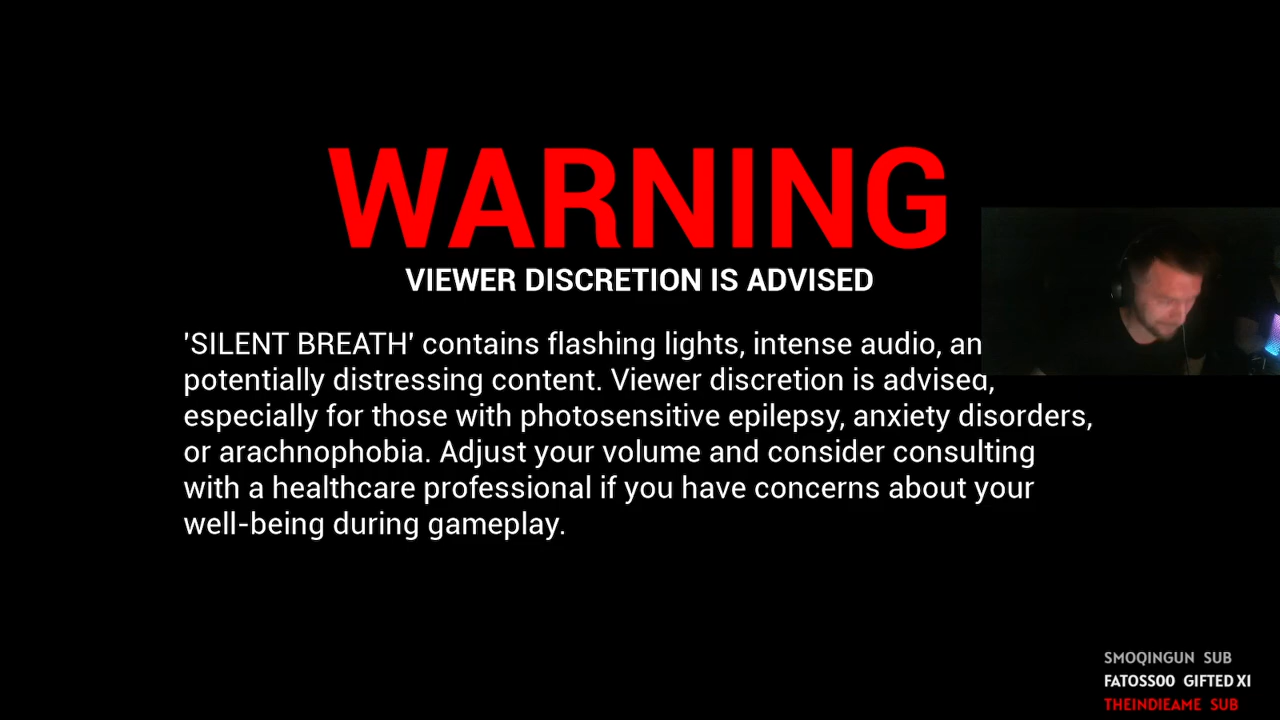 WARNING
VIEWER DISCRETION IS ADVISED
'SILENT BREATH' contains flashing lights, intense audio, an
potentially distressing content. Viewer discretion is advised,
especially for those with photosensitive epilepsy, anxiety disorders,
or arachnophobia. Adjust your volume and consider consulting
with a healthcare professional if you have concerns about your
well-being during gameplay.
SMOQINGUN SUB
FATOSS00 GIFTED X1
THEINDIEAME SUB